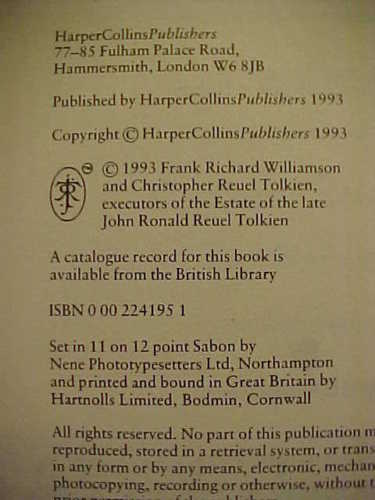 HarperCollinsPublishers
77–85 Fulham Palace Road,
Hammersmith, London W6 8JB
Published by HarperCollinsPublishers 1993
Copyright © HarperCollinsPublishers 1993
® © 1993 Frank Richard Williamson
and Christopher Reuel Tolkien,
executors of the Estate of the late
John Ronald Reuel Tolkien
A catalogue record for this book is
available from the British Library
ISBN 0 00 224195 1
Set in 11 on 12 point Sabon by
Nene Phototypesetters Ltd, Northampton
and printed and bound in Great Britain by
Hartnolls Limited, Bodmin, Cornwall
All rights reserved. No part of this publication m
reproduced, stored in a retrieval system, or trans
in any form or by any means, electronic, mechan
photocopying, recording or otherwise, without t